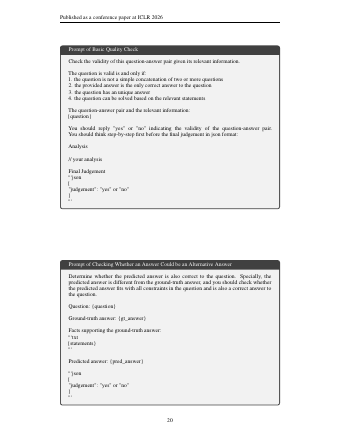 Published as a conference paper at ICLR 2026
Prompt of Basic Quality Check
Check the validity of this question-answer pair given its relevant information.
The question is valid is and only if:
1. the question is not a simple concatenation of two or more questions
2. the provided answer is the only correct answer to the question
3. the question has an unique answer
4. the question can be solved based on the relevant statements
The question-answer pair and the relevant information:
{question}
You should reply "yes" or "no" indicating the validity of the question-answer pair.
You should think step-by-step first before the final judgement in json format:
Analysis
// your analysis
Final Judgement
```json
{
"judgement": "yes" or "no"
}
```
Prompt of Checking Whether an Answer Could be an Alternative Answer
Determine whether the predicted answer is also correct to the question. Specially, the
predicted answer is different from the ground-truth answer, and you should check whether
the predicted answer fits with all constraints in the question and is also a correct answer to
the question.
Question: {question}
Ground-truth answer: {gt_answer}
Facts supporting the ground-truth answer:
```txt
{statements}
```
Predicted answer: {pred_answer}
```json
{
"judgement": "yes" or "no"
}
```
20